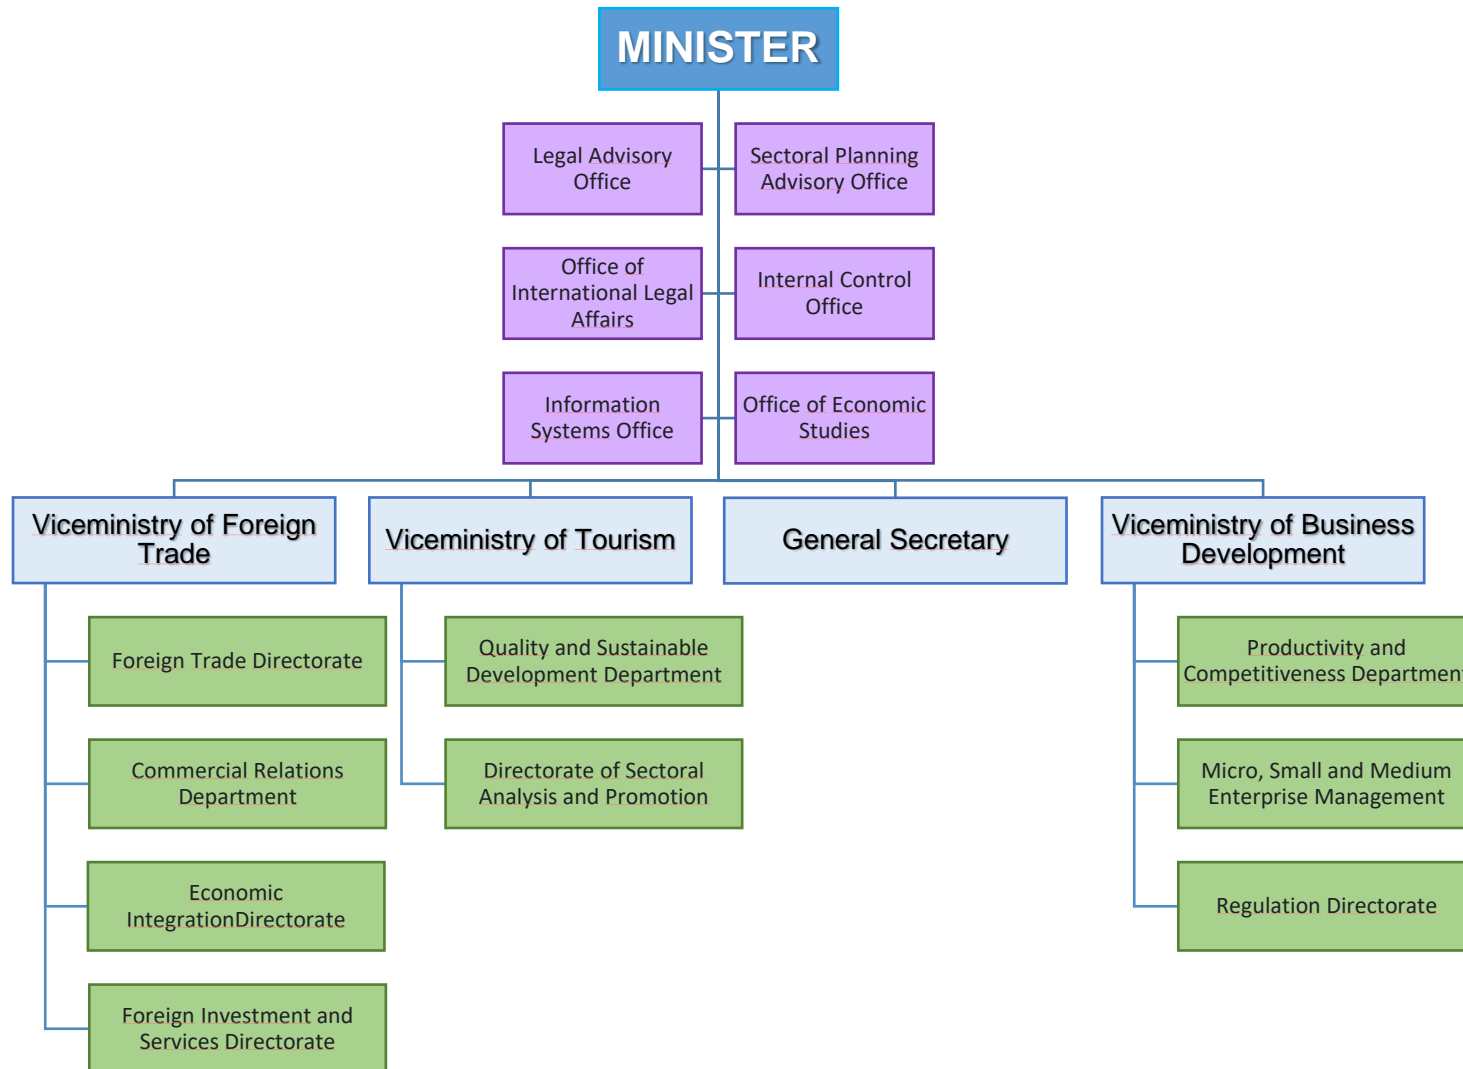 MINISTER
Legal Advisory
Office
Sectoral Planning
Advisory Office
Office of
International Legal
Affairs
Internal Control
Office
Information
Systems Office
Office of Economic
Studies
Viceministry of Foreign
Trade
Viceministry of Tourism
General Secretary
Viceministry of Business
Development
Foreign Trade Directorate
Commercial Relations
Department
Economic
IntegrationDirectorate
Foreign Investment and
Services Directorate
Quality and Sustainable
Development Department
Directorate of Sectoral
Analysis and Promotion
Productivity and
Competitiveness Department
Micro, Small and Medium
Enterprise Management
Regulation Directorate